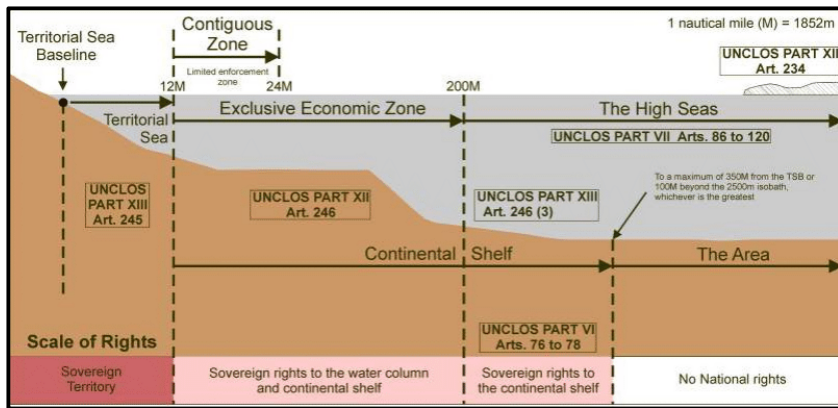 Territorial Sea
Baseline
Contiguous
Zone
Limited enforcement
zone
1 nautical mile (M) = 1852m
UNCLOS PART XII
Art. 234
12M
24M
200M
Territorial
Sea
Exclusive Economic Zone
The High Seas
UNCLOS PART VII Arts. 86 to 120
To a maximum of 350M from the TSB or
100M beyond the 2500m isobath,
whichever is the greatest
UNCLOS
PART XIII
Art. 245
UNCLOS PART XII
Art. 246
UNCLOS PART XIII
Art. 246 (3)
Continental Shelf
The Area
UNCLOS PART VI
Arts. 76 to 78
Scale of Rights
Sovereign
Territory
Sovereign rights to the water column
and continental shelf
Sovereign rights to
the continental shelf
No National rights